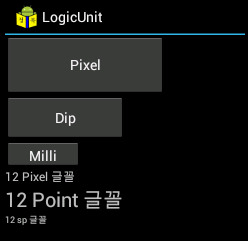 LogicUnit
Pixel
Dip
Milli
12 Pixel 글꼴
12 Point 글꼴
12 sp 글꼴